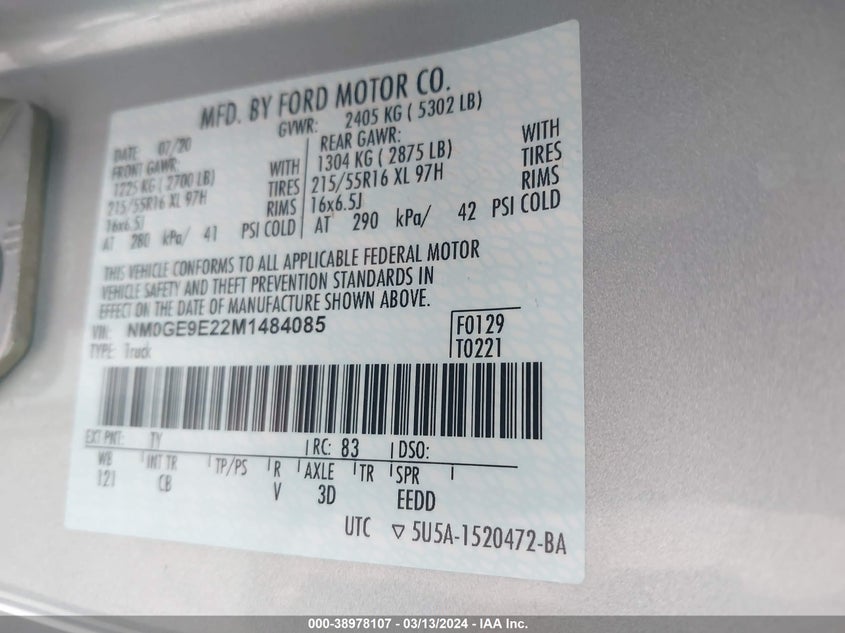 MFD. BY FORD MOTOR CO.
DATE: 07/20 GVWR: 2405 KG ( 5302 LB)
FRONT GAWR: REAR GAWR:
1225 KG ( 2700 LB) WITH 1304 KG ( 2875 LB) WITH
215/55R16 XL 97H TIRES 215/55R16 XL 97H TIRES
16x6.5J RIMS 16x6.5J RIMS
AT 280 kPa/ 41 PSI COLD AT 290 kPa/ 42 PSI COLD
THIS VEHICLE CONFORMS TO ALL APPLICABLE FEDERAL MOTOR
VEHICLE SAFETY AND THEFT PREVENTION STANDARDS IN
EFFECT ON THE DATE OF MANUFACTURE SHOWN ABOVE.
VIN: NM0GE9E22M1484085 F0129
TYPE: Truck T0221
EXT PNT: TY RC: 83 DSO:
WB INT TR TP/PS R AXLE TR SPR
121 CB V 3D EEDD
UTC ▽ 5U5A-1520472-BA
000-38978107 - 03/13/2024 - IAA Inc.